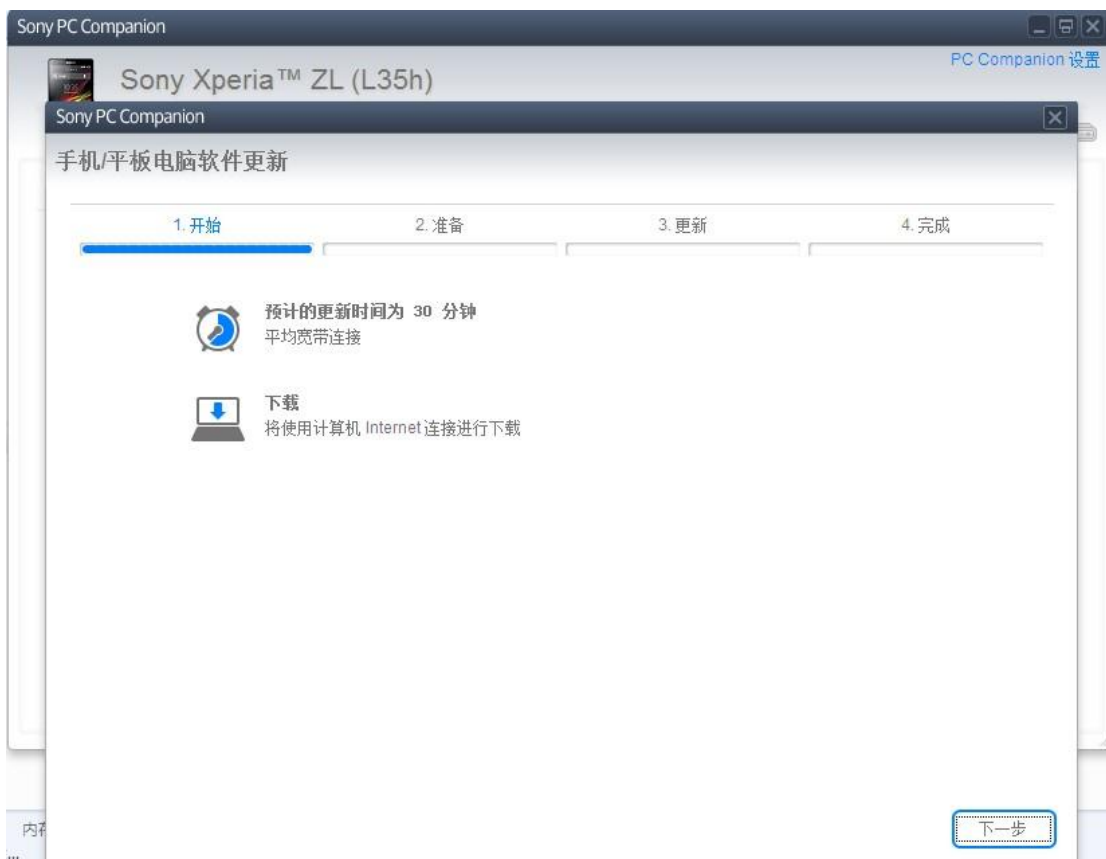 Sony PC Companion
PC Companion 设置
Sony Xperia™ ZL (L35h)
Sony PC Companion
手机/平板电脑软件更新
1. 开始
2. 准备
3. 更新
4. 完成
预计的更新时间为 30 分钟
平均宽带连接
下载
将使用计算机 Internet 连接进行下载
下一步
内存
...